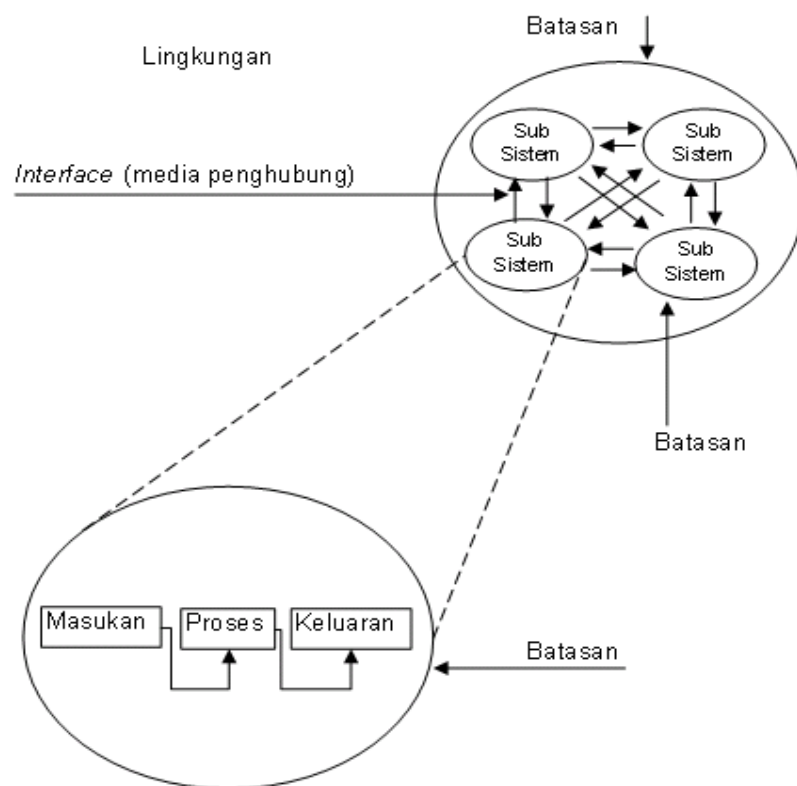 Batasan
Lingkungan
Sub
Sistem
Sub
Sistem
Interface (media penghubung)
Sub
Sistem
Sub
Sistem
Batasan
Masukan
Proses
Keluaran
Batasan